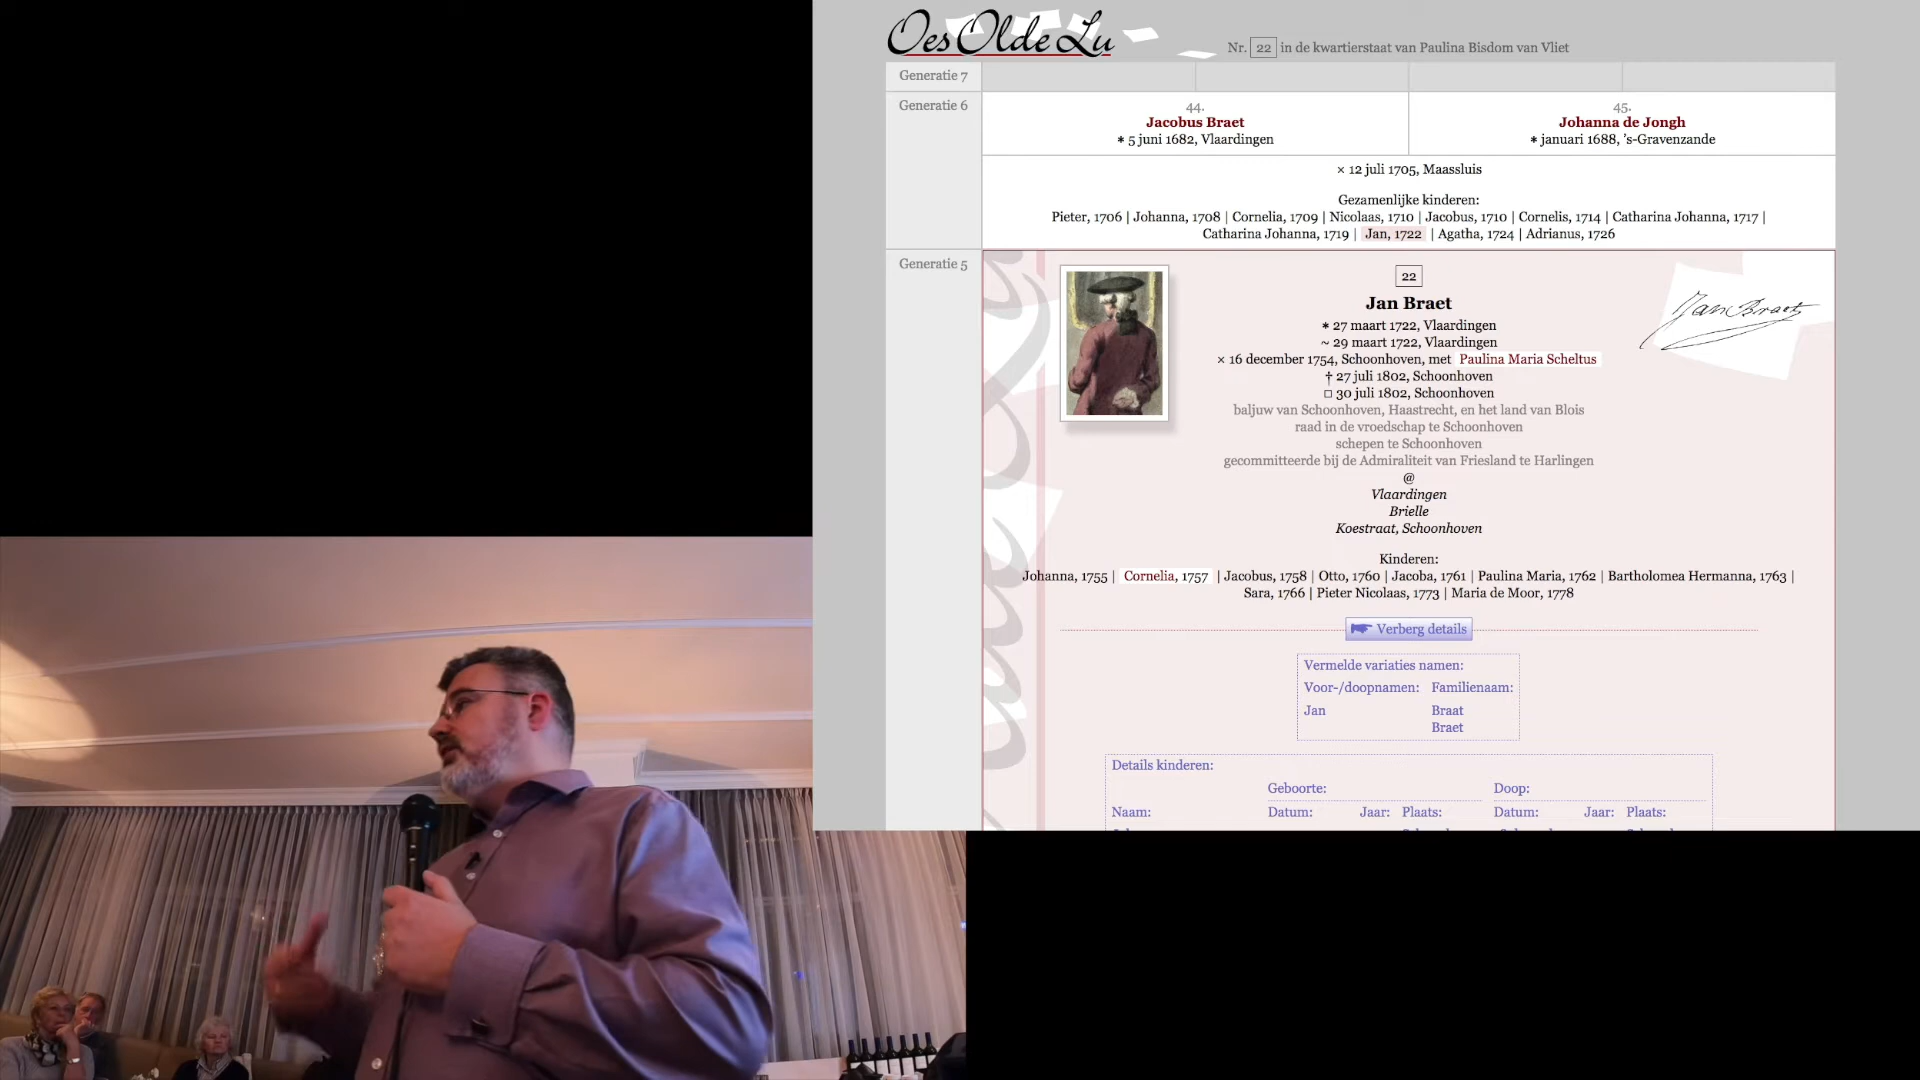 Oes Olde Lu
Nr. 22 in de kwartierstaat van Paulina Bisdom van Vliet
Generatie 7
Generatie 6
44.
Jacobus Braet
* 5 juni 1682, Vlaardingen
45.
Johanna de Jongh
* januari 1688, 's-Gravenzande
× 12 juli 1705, Maassluis
Gezamenlijke kinderen:
Pieter, 1706 | Johanna, 1708 | Cornelia, 1709 | Nicolaas, 1710 | Jacobus, 1710 | Cornelis, 1714 | Catharina Johanna, 1717 |
Catharina Johanna, 1719 | Jan, 1722 | Agatha, 1724 | Adrianus, 1726
Generatie 5
22
Jan Braet
* 27 maart 1722, Vlaardingen
~ 29 maart 1722, Vlaardingen
× 16 december 1754, Schoonhoven, met Paulina Maria Scheltus
† 27 juli 1802, Schoonhoven
□ 30 juli 1802, Schoonhoven
baljuw van Schoonhoven, Haastrecht, en het land van Blois
raad in de vroedschap te Schoonhoven
schepen te Schoonhoven
gecommitteerde bij de Admiraliteit van Friesland te Harlingen
@
Vlaardingen
Brielle
Koestraat, Schoonhoven
Jan Braet
Kinderen:
Johanna, 1755 | Cornelia, 1757 | Jacobus, 1758 | Otto, 1760 | Jacoba, 1761 | Paulina Maria, 1762 | Bartholomea Hermanna, 1763 |
Sara, 1766 | Pieter Nicolaas, 1773 | Maria de Moor, 1778
Verberg details
Vermelde variaties namen:
Voor-/doopnamen: Familienaam:
Jan Braat
Braet
Details kinderen:
Geboorte: Doop:
Naam: Datum: Jaar: Plaats: Datum: Jaar: Plaats: